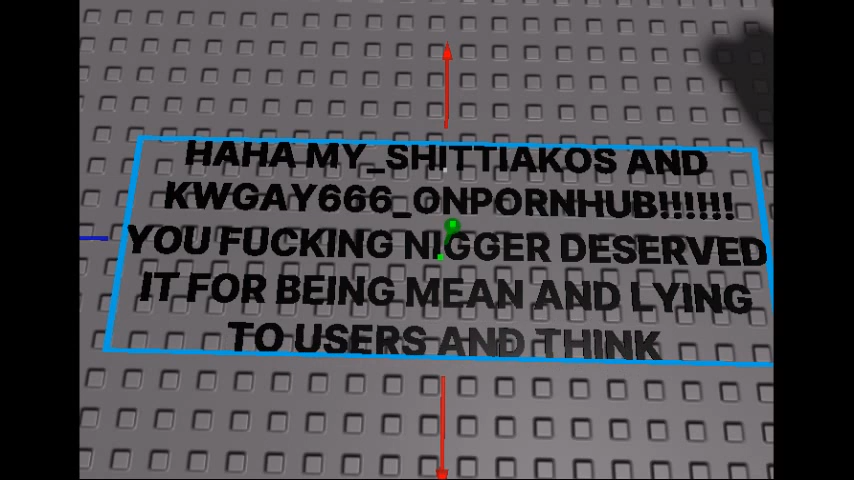 HAHA MY_SHITTIAKOS AND
KWGAY666_ONPORNHUB!!!!!!
YOU FUCKING NIGGER DESERVED
IT FOR BEING MEAN AND LYING
TO USERS AND THINK